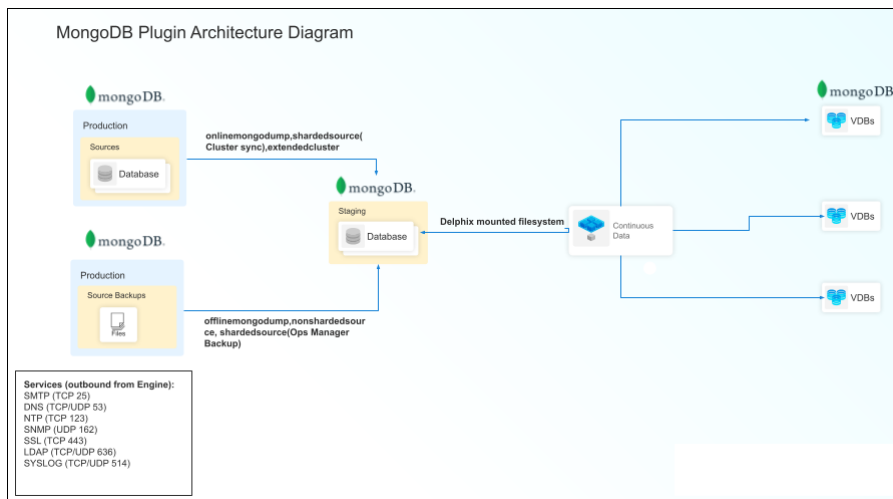 MongoDB Plugin Architecture Diagram
mongoDB.
Production
Sources
Database
onlinemongodump,shardedsource(
Cluster sync),extendedcluster
mongoDB.
Production
Source Backups
Files
offlinemongodump,nonshardedsour
ce, shardedsource(Ops Manager
Backup)
mongoDB.
Staging
Database
Delphix mounted filesystem
Continuous
Data
mongoDB
VDBs
VDBs
VDBs
Services (outbound from Engine):
SMTP (TCP 25)
DNS (TCP/UDP 53)
NTP (TCP 123)
SNMP (UDP 162)
SSL (TCP 443)
LDAP (TCP/UDP 636)
SYSLOG (TCP/UDP 514)